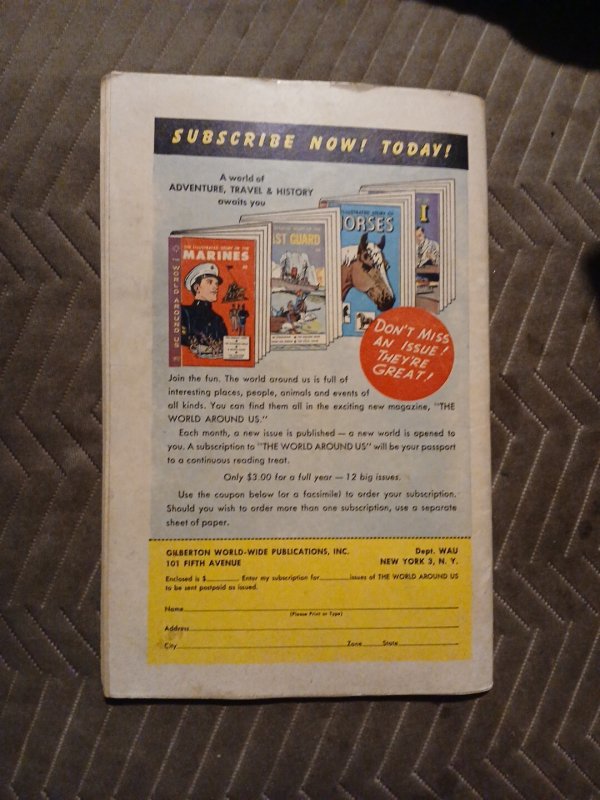 SUBSCRIBE NOW! TODAY!
A world of
ADVENTURE, TRAVEL & HISTORY
awaits you
THE ILLUSTRATED STORY OF THE
MARINES
THE WORLD AROUND US
ST GUARD
ILLUSTRATED STORY OF
ORSES
I
DON'T MISS
AN ISSUE!
THEY'RE
GREAT!
Join the fun. The world around us is full of
interesting places, people, animals and events of
all kinds. You can find them all in the exciting new magazine, "THE
WORLD AROUND US."
Each month, a new issue is published — a new world is opened to
you. A subscription to "THE WORLD AROUND US" will be your passport
to a continuous reading treat.
Only $3.00 for a full year — 12 big issues.
Use the coupon below (or a facsimile) to order your subscription.
Should you wish to order more than one subscription, use a separate
sheet of paper.
GILBERTON WORLD-WIDE PUBLICATIONS, INC. Dept. WAU
101 FIFTH AVENUE NEW YORK 3, N. Y.
Enclosed is $ Enter my subscription for issues of THE WORLD AROUND US
to be sent postpaid as issued.
Name
(Please Print or Type)
Address
City Zone State